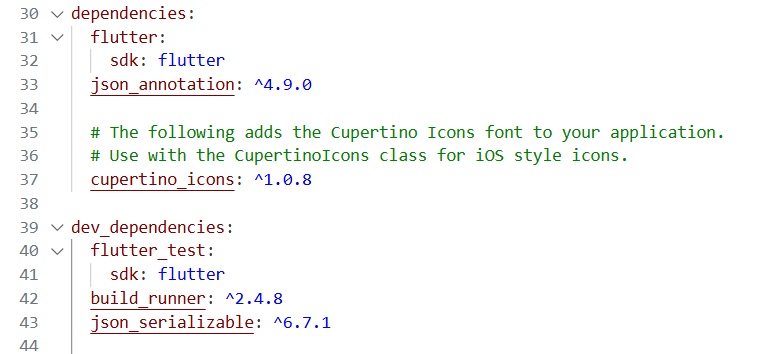 30 dependencies:
31 flutter:
32 sdk: flutter
33 json_annotation: ^4.9.0
34
35 # The following adds the Cupertino Icons font to your application.
36 # Use with the CupertinoIcons class for iOS style icons.
37 cupertino_icons: ^1.0.8
38
39 dev_dependencies:
40 flutter_test:
41 sdk: flutter
42 build_runner: ^2.4.8
43 json_serializable: ^6.7.1
44